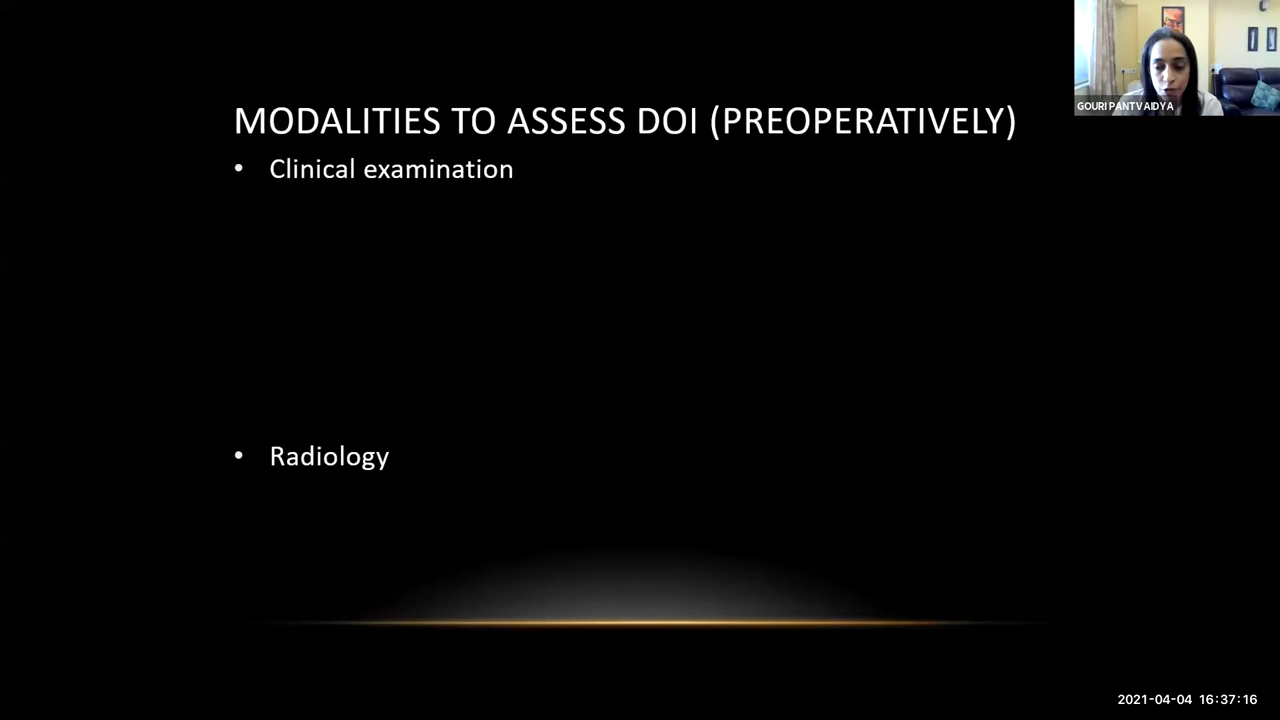 GOURI PANTVAIDYA
MODALITIES TO ASSESS DOI (PREOPERATIVELY)
• Clinical examination
• Radiology
2021-04-04 16:37:16